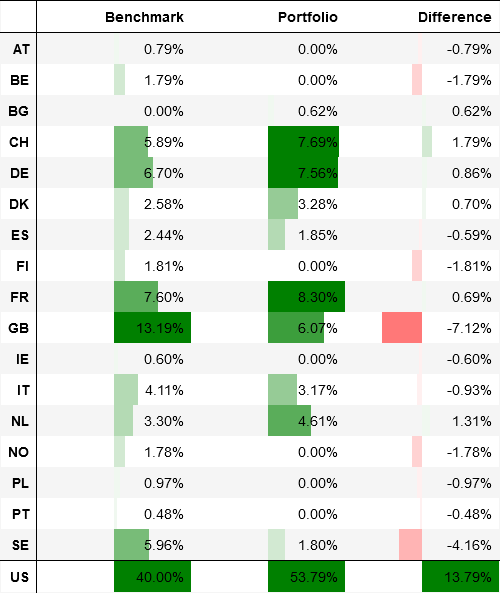 Benchmark Portfolio Difference
AT 0.79% 0.00% -0.79%
BE 1.79% 0.00% -1.79%
BG 0.00% 0.62% 0.62%
CH 5.89% 7.69% 1.79%
DE 6.70% 7.56% 0.86%
DK 2.58% 3.28% 0.70%
ES 2.44% 1.85% -0.59%
FI 1.81% 0.00% -1.81%
FR 7.60% 8.30% 0.69%
GB 13.19% 6.07% -7.12%
IE 0.60% 0.00% -0.60%
IT 4.11% 3.17% -0.93%
NL 3.30% 4.61% 1.31%
NO 1.78% 0.00% -1.78%
PL 0.97% 0.00% -0.97%
PT 0.48% 0.00% -0.48%
SE 5.96% 1.80% -4.16%
US 40.00% 53.79% 13.79%